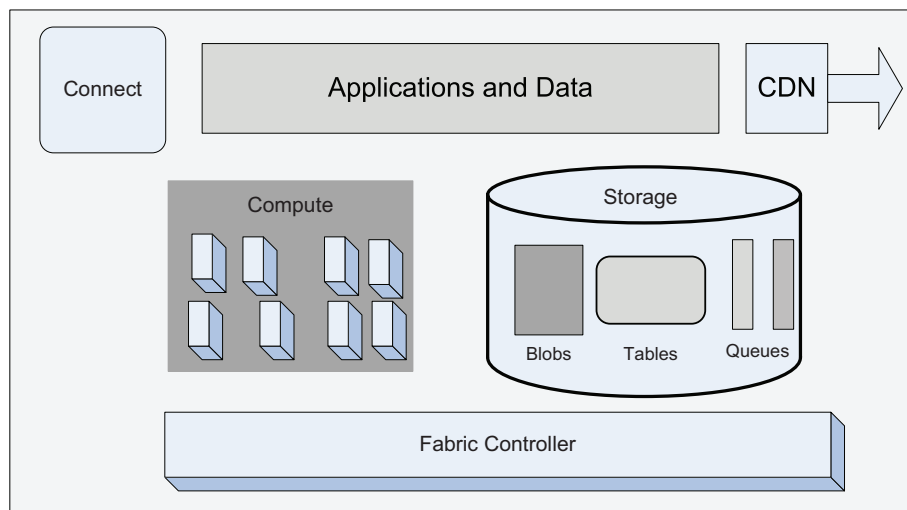 Connect
Applications and Data
CDN
Compute
Storage
Blobs
Tables
Queues
Fabric Controller